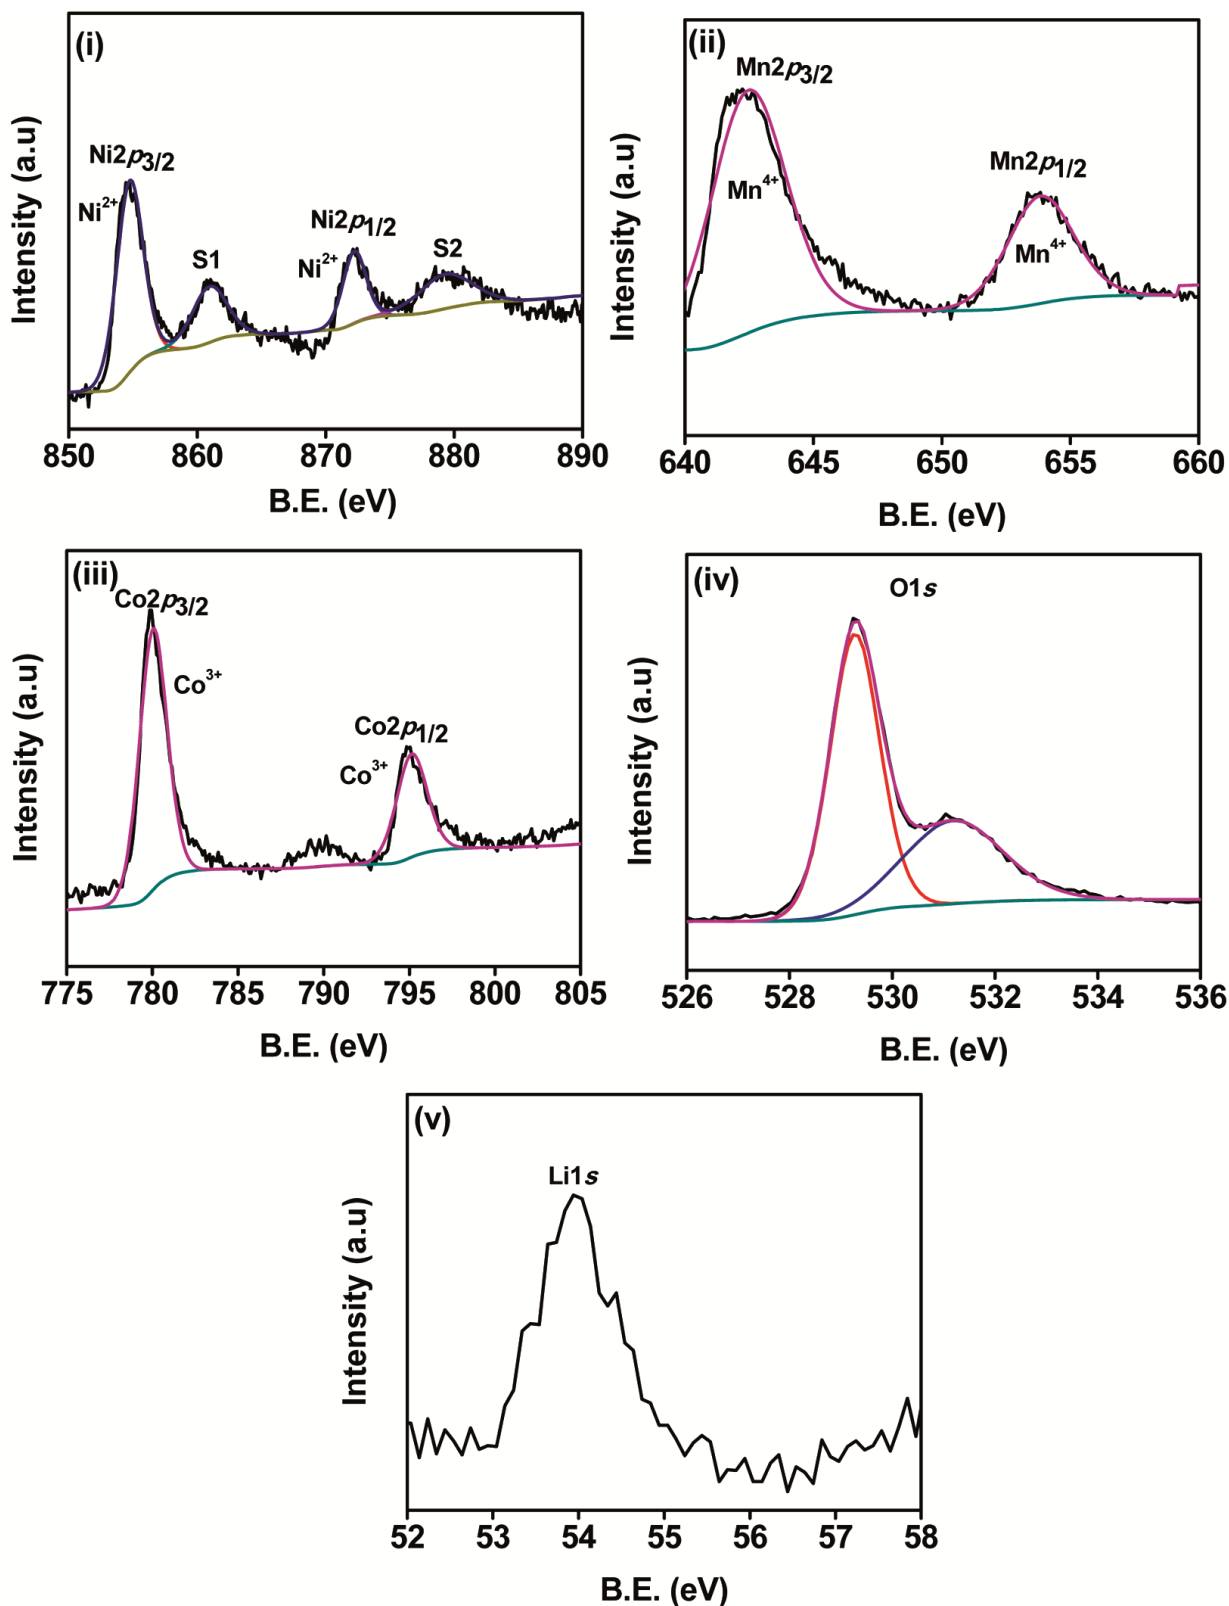 (i)
Ni2p3/2
Ni2+
S1
Ni2p1/2
Ni2+
S2
Intensity (a.u)
850 860 870 880 890
B.E. (eV)
(ii)
Mn2p3/2
Mn4+
Mn2p1/2
Mn4+
Intensity (a.u)
640 645 650 655 660
B.E. (eV)
(iii)
Co2p3/2
Co3+
Co2p1/2
Co3+
Intensity (a.u)
775 780 785 790 795 800 805
B.E. (eV)
(iv)
O1s
Intensity (a.u)
526 528 530 532 534 536
B.E. (eV)
(v)
Li1s
Intensity (a.u)
52 53 54 55 56 57 58
B.E. (eV)